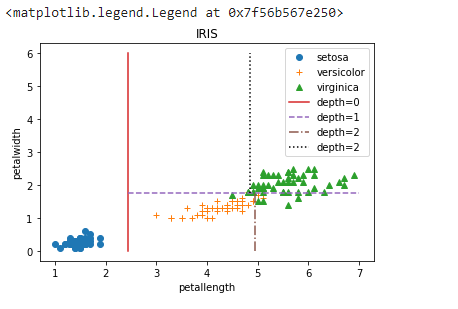 <matplotlib.legend.Legend at 0x7f56b567e250>
IRIS
setosa
versicolor
virginica
depth=0
depth=1
depth=2
depth=2
petalwidth
6
5
4
3
2
1
0
1 2 3 4 5 6 7
petallength